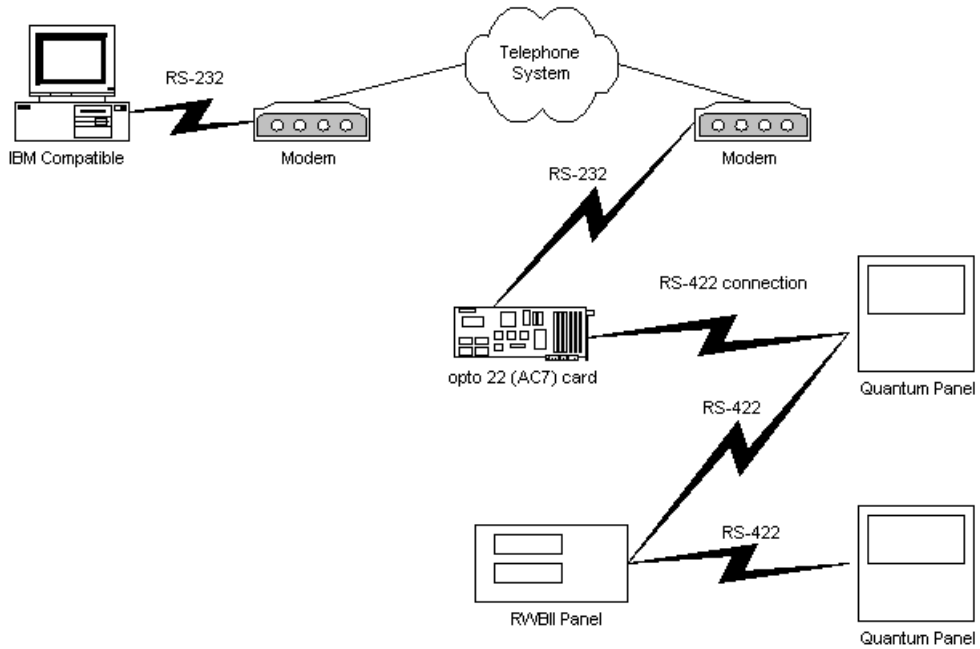 Telephone
System
RS-232
IBM Compatible
Modem
Modem
RS-232
RS-422 connection
opto 22 (AC7) card
Quantum Panel
RS-422
RS-422
RWBII Panel
Quantum Panel